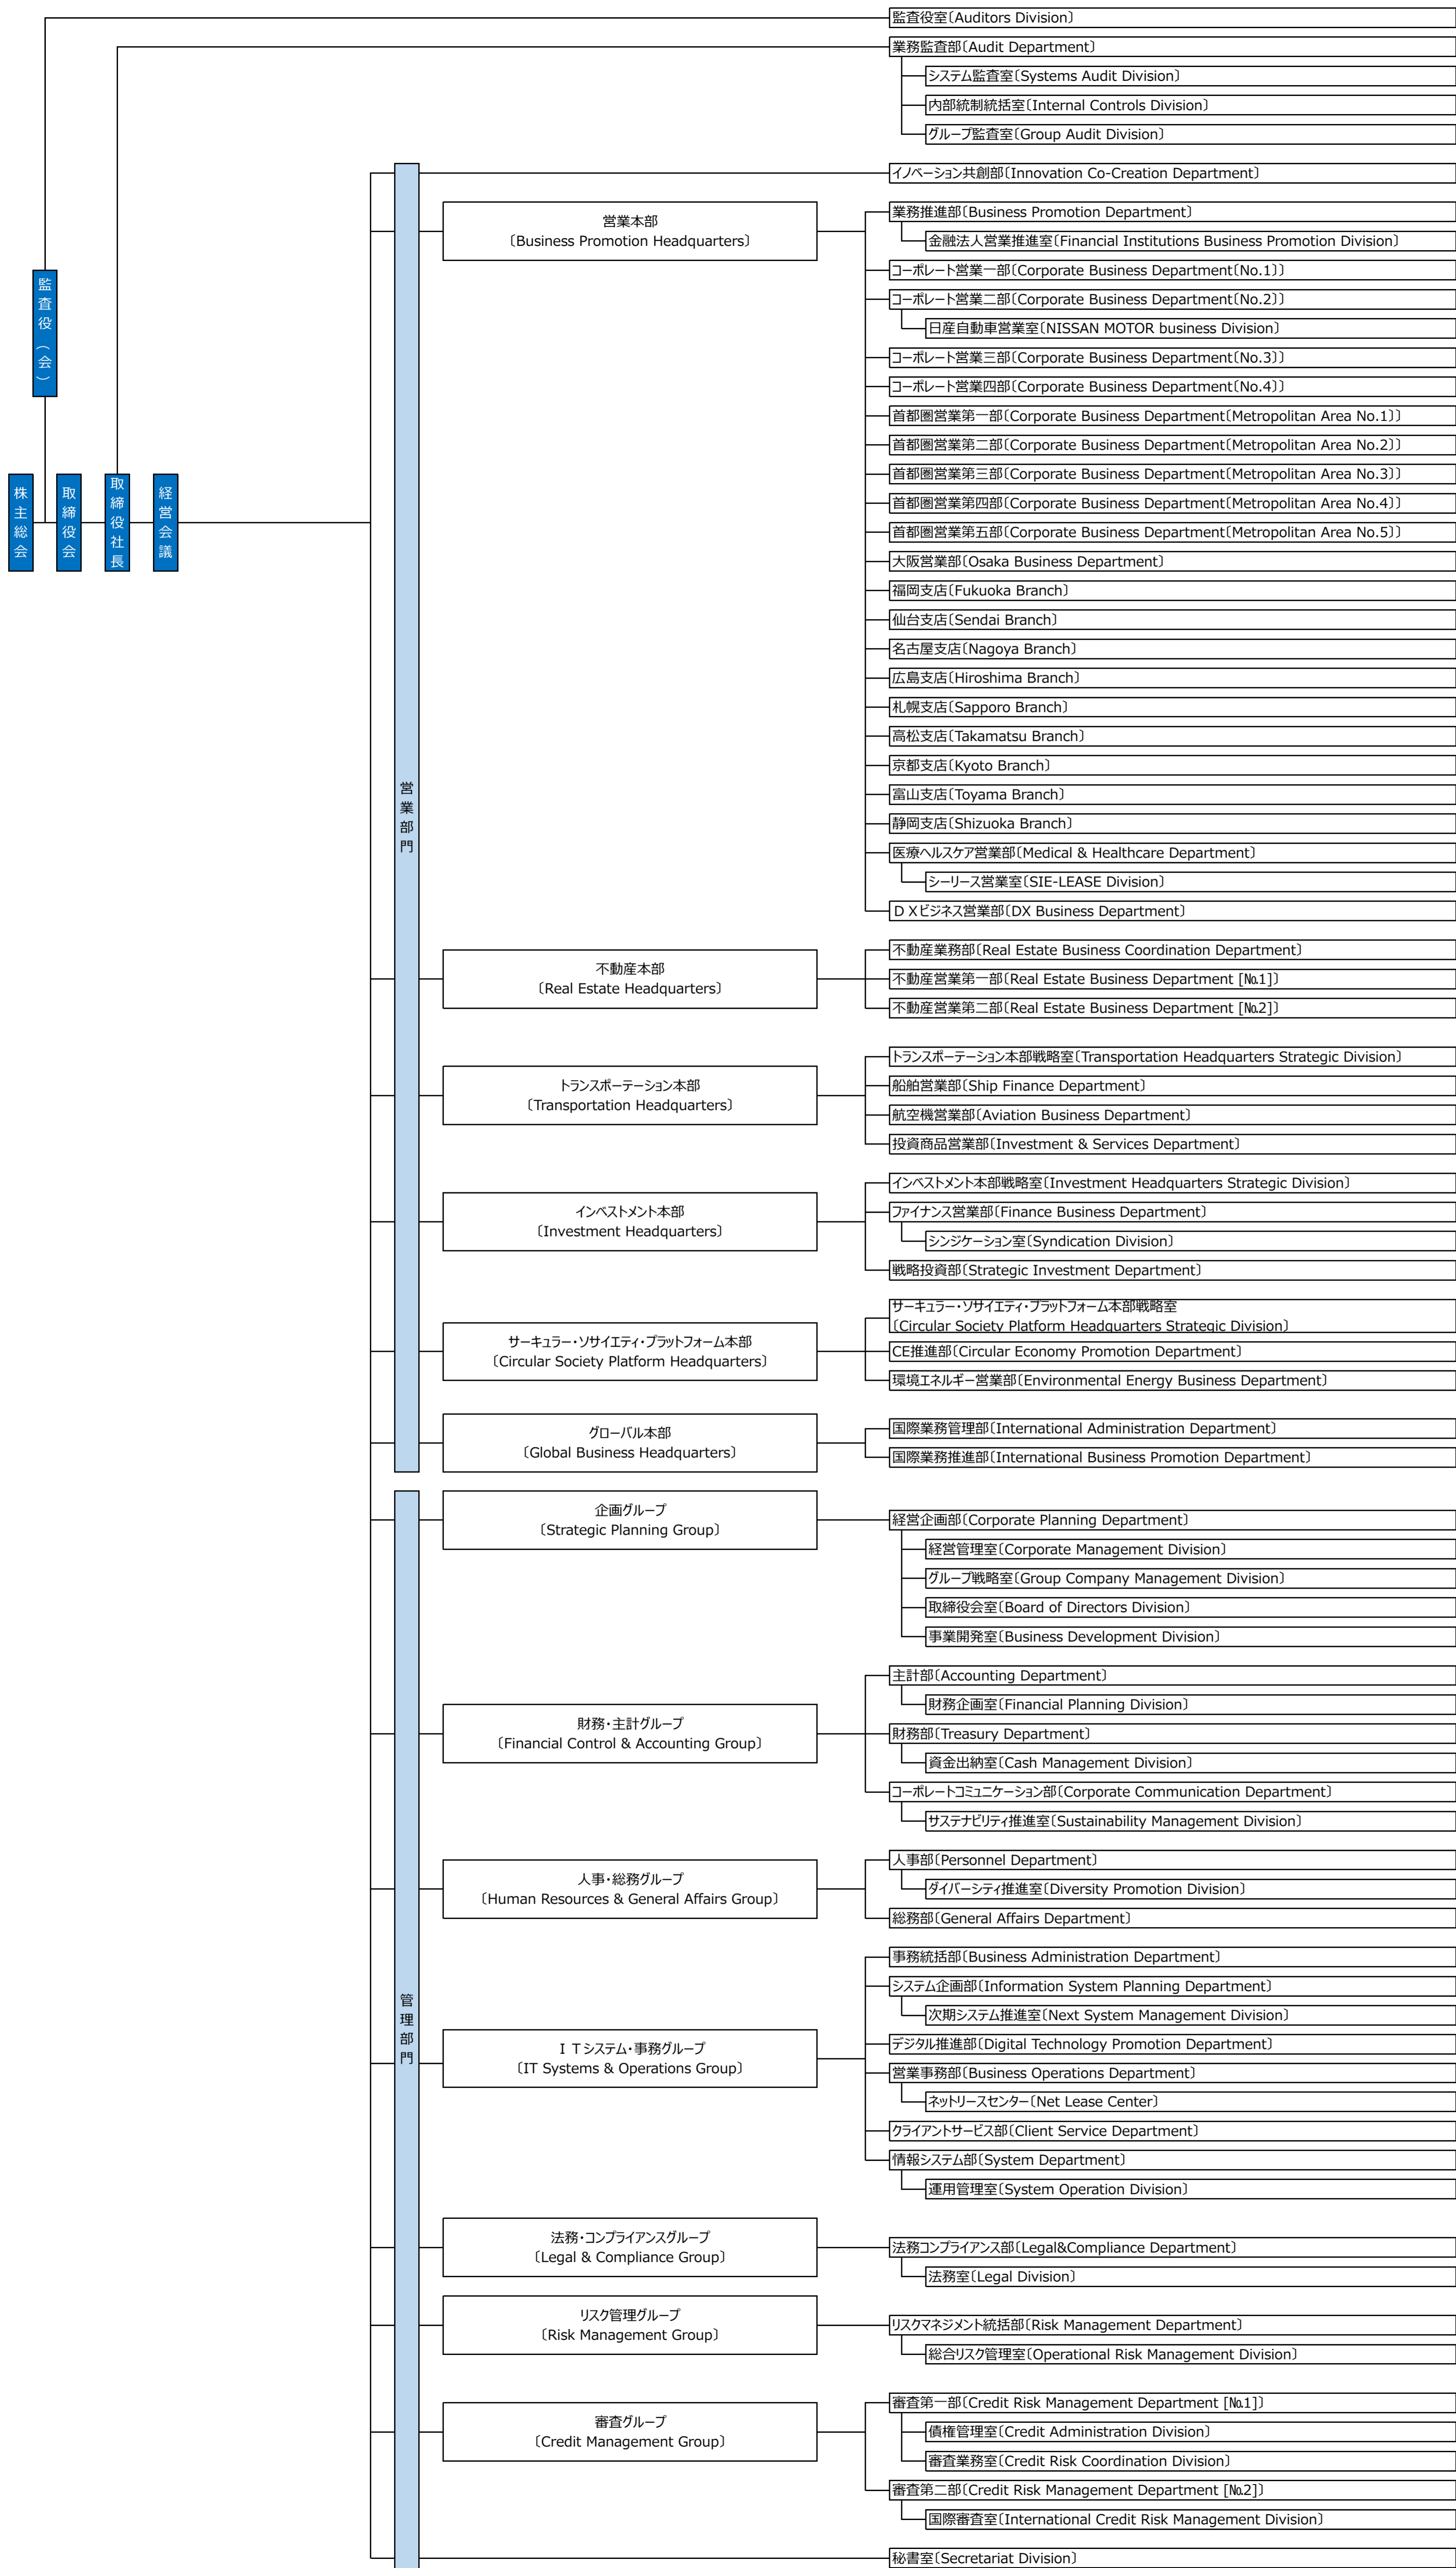 監査役室〔Auditors Division〕
業務監査部〔Audit Department〕
システム監査室〔Systems Audit Division〕
内部統制統括室〔Internal Controls Division〕
グループ監査室〔Group Audit Division〕
監査役（会）
株主総会
取締役会
取締役社長
経営会議
営業部門
イノベーション共創部〔Innovation Co-Creation Department〕
営業本部
〔Business Promotion Headquarters〕
業務推進部〔Business Promotion Department〕
金融法人営業推進室〔Financial Institutions Business Promotion Division〕
コーポレート営業一部〔Corporate Business Department〔No.1〕〕
コーポレート営業二部〔Corporate Business Department〔No.2〕〕
日産自動車営業室〔NISSAN MOTOR business Division〕
コーポレート営業三部〔Corporate Business Department〔No.3〕〕
コーポレート営業四部〔Corporate Business Department〔No.4〕〕
首都圏営業第一部〔Corporate Business Department〔Metropolitan Area No.1〕〕
首都圏営業第二部〔Corporate Business Department〔Metropolitan Area No.2〕〕
首都圏営業第三部〔Corporate Business Department〔Metropolitan Area No.3〕〕
首都圏営業第四部〔Corporate Business Department〔Metropolitan Area No.4〕〕
首都圏営業第五部〔Corporate Business Department〔Metropolitan Area No.5〕〕
大阪営業部〔Osaka Business Department〕
福岡支店〔Fukuoka Branch〕
仙台支店〔Sendai Branch〕
名古屋支店〔Nagoya Branch〕
広島支店〔Hiroshima Branch〕
札幌支店〔Sapporo Branch〕
高松支店〔Takamatsu Branch〕
京都支店〔Kyoto Branch〕
富山支店〔Toyama Branch〕
静岡支店〔Shizuoka Branch〕
医療ヘルスケア営業部〔Medical & Healthcare Department〕
シーリース営業室〔SIE-LEASE Division〕
ＤＸビジネス営業部〔DX Business Department〕
不動産本部
〔Real Estate Headquarters〕
不動産業務部〔Real Estate Business Coordination Department〕
不動産営業第一部〔Real Estate Business Department [№1]〕
不動産営業第二部〔Real Estate Business Department [№2]〕
トランスポーテーション本部
〔Transportation Headquarters〕
トランスポーテーション本部戦略室〔Transportation Headquarters Strategic Division〕
船舶営業部〔Ship Finance Department〕
航空機営業部〔Aviation Business Department〕
投資商品営業部〔Investment & Services Department〕
インベストメント本部
〔Investment Headquarters〕
インベストメント本部戦略室〔Investment Headquarters Strategic Division〕
ファイナンス営業部〔Finance Business Department〕
シンジケーション室〔Syndication Division〕
戦略投資部〔Strategic Investment Department〕
サーキュラー・ソサイエティ・プラットフォーム本部
〔Circular Society Platform Headquarters〕
サーキュラー・ソサイエティ・プラットフォーム本部戦略室
〔Circular Society Platform Headquarters Strategic Division〕
CE推進部〔Circular Economy Promotion Department〕
環境エネルギー営業部〔Environmental Energy Business Department〕
グローバル本部
〔Global Business Headquarters〕
国際業務管理部〔International Administration Department〕
国際業務推進部〔International Business Promotion Department〕
管理部門
企画グループ
〔Strategic Planning Group〕
経営企画部〔Corporate Planning Department〕
経営管理室〔Corporate Management Division〕
グループ戦略室〔Group Company Management Division〕
取締役会室〔Board of Directors Division〕
事業開発室〔Business Development Division〕
財務・主計グループ
〔Financial Control & Accounting Group〕
主計部〔Accounting Department〕
財務企画室〔Financial Planning Division〕
財務部〔Treasury Department〕
資金出納室〔Cash Management Division〕
コーポレートコミュニケーション部〔Corporate Communication Department〕
サステナビリティ推進室〔Sustainability Management Division〕
人事・総務グループ
〔Human Resources & General Affairs Group〕
人事部〔Personnel Department〕
ダイバーシティ推進室〔Diversity Promotion Division〕
総務部〔General Affairs Department〕
ＩＴシステム・事務グループ
〔IT Systems & Operations Group〕
事務統括部〔Business Administration Department〕
システム企画部〔Information System Planning Department〕
次期システム推進室〔Next System Management Division〕
デジタル推進部〔Digital Technology Promotion Department〕
営業事務部〔Business Operations Department〕
ネットリースセンター〔Net Lease Center〕
クライアントサービス部〔Client Service Department〕
情報システム部〔System Department〕
運用管理室〔System Operation Division〕
法務・コンプライアンスグループ
〔Legal & Compliance Group〕
法務コンプライアンス部〔Legal&Compliance Department〕
法務室〔Legal Division〕
リスク管理グループ
〔Risk Management Group〕
リスクマネジメント統括部〔Risk Management Department〕
総合リスク管理室〔Operational Risk Management Division〕
審査グループ
〔Credit Management Group〕
審査第一部〔Credit Risk Management Department [№1]〕
債権管理室〔Credit Administration Division〕
審査業務室〔Credit Risk Coordination Division〕
審査第二部〔Credit Risk Management Department [№2]〕
国際審査室〔International Credit Risk Management Division〕
秘書室〔Secretariat Division〕